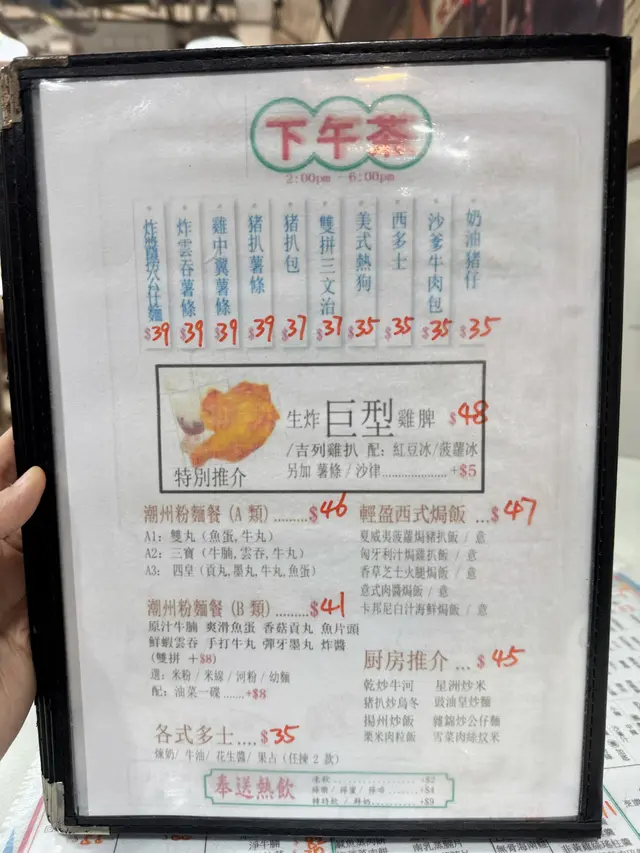 下午茶
2:00pm - 6:00pm
奶油豬仔 $35
沙爹牛肉包 $35
西多士 $35
美式熱狗 $35
雙拼三文治 $37
豬扒包 $37
豬扒薯條 $39
雞中翼薯條 $39
炸雲吞薯條 $39
炸醬撈公仔麵 $39
生炸巨型雞脾 $48
/吉列雞扒 配: 紅豆冰/菠蘿冰
另加 薯條 / 沙律..................+$5
特別推介
潮州粉麵餐 (A 類) .........$46
A1: 雙丸 (魚蛋,牛丸)
A2: 三寶 (牛腩,雲吞,牛丸)
A3: 四皇 (貢丸,墨丸,牛丸,魚蛋)
潮州粉麵餐 (B 類) .........$41
原汁牛腩 爽滑魚蛋 香菇貢丸 魚片頭
鮮蝦雲吞 手打牛丸 彈牙墨丸 炸醬
(雙拼 +$8)
選: 米粉 / 米線 / 河粉 / 幼麵
配: 油菜一碟 ......+$8
各式多士....$35
煉奶/ 牛油/ 花生醬/ 果占 (任揀 2 款)
輕盈西式焗飯 ...$47
夏威夷菠蘿焗豬扒飯 / 意
匈牙利汁焗雞扒飯 / 意
香草芝士火腿焗飯 / 意
意式肉醬焗飯 / 意
卡邦尼白汁海鮮焗飯 / 意
厨房推介 ... $45
乾炒牛河 星洲炒米
豬扒炒烏冬 豉油皇炒麵
揚州炒飯 雜錦炒公仔麵
栗米肉粒飯 雪菜肉絲炆米
奉送熱飲
+$2
+$4
+$9